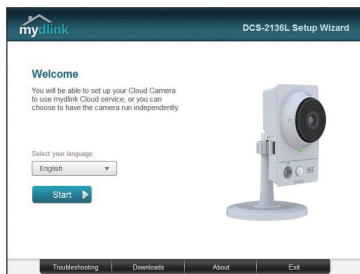 mydlink
DCS-2136L Setup Wizard
Welcome
You will be able to set up your Cloud Camera
to use mydlink Cloud service, or you can
choose to have the camera run independently.
Select your language:
English
Start
Troubleshooting
Downloads
About
Exit